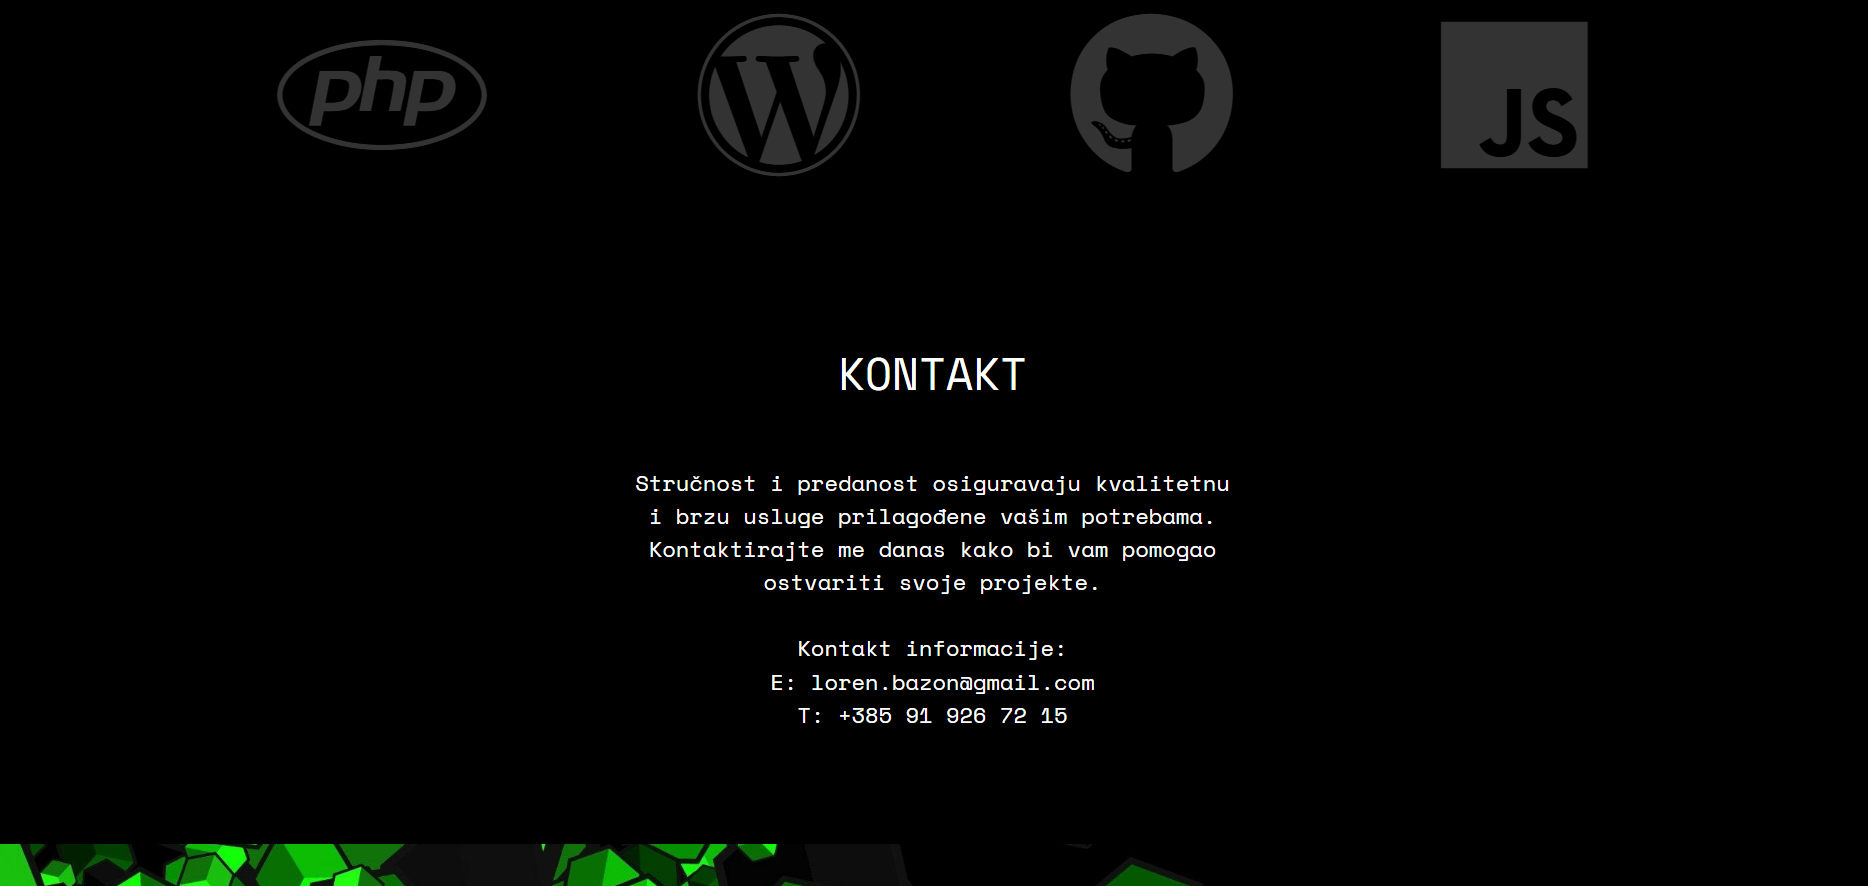 php
W
JS
KONTAKT
Stručnost i predanost osiguravaju kvalitetnu
i brzu usluge prilagođene vašim potrebama.
Kontaktirajte me danas kako bi vam pomogao
ostvariti svoje projekte.
Kontakt informacije:
E: loren.bazon@gmail.com
T: +385 91 926 72 15